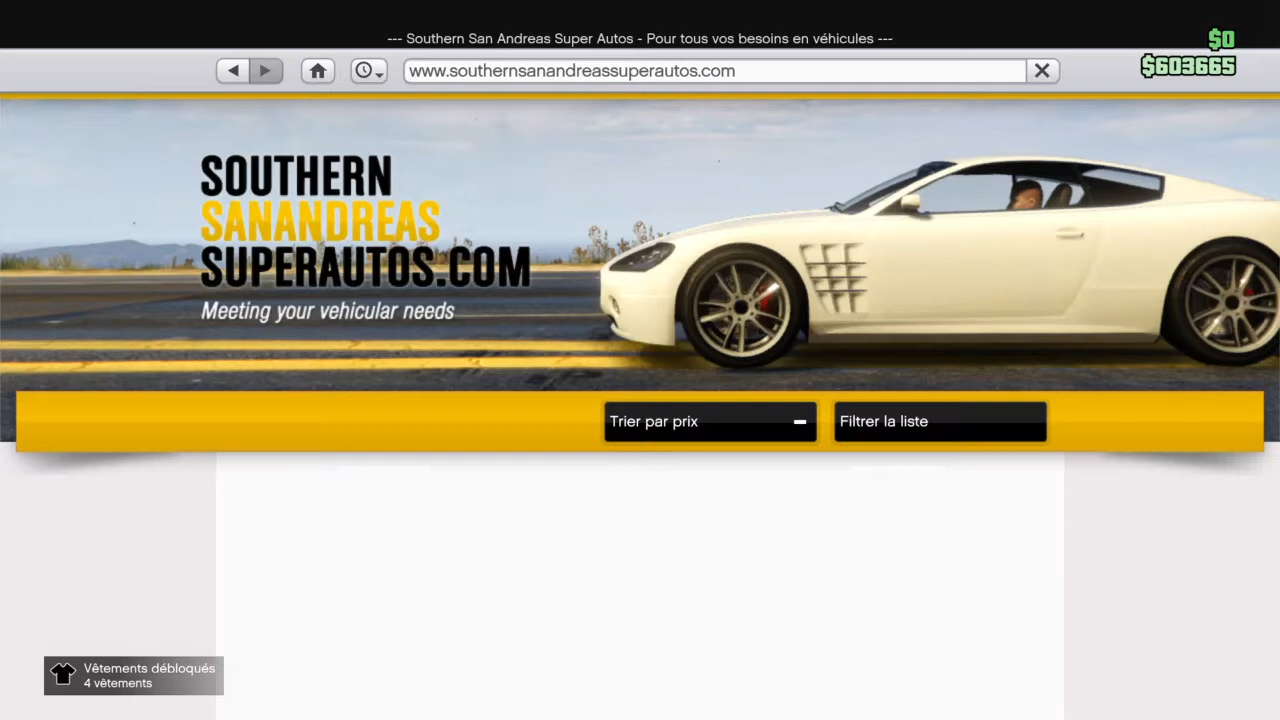 --- Southern San Andreas Super Autos - Pour tous vos besoins en véhicules ---
$0
$603665
www.southernsanandreassuperautos.com
SOUTHERN
SANANDREAS
SUPERAUTOS.COM
Meeting your vehicular needs
Trier par prix
Filtrer la liste
Vêtements débloqués
4 vêtements